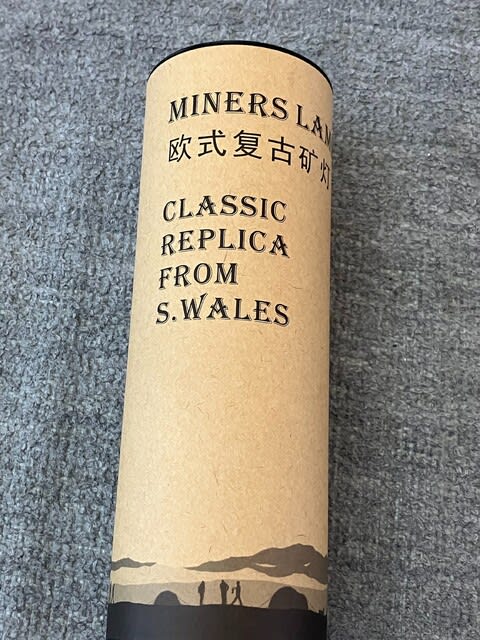 MINERS LAM
欧式复古矿灯
CLASSIC
REPLICA
FROM
S.WALES